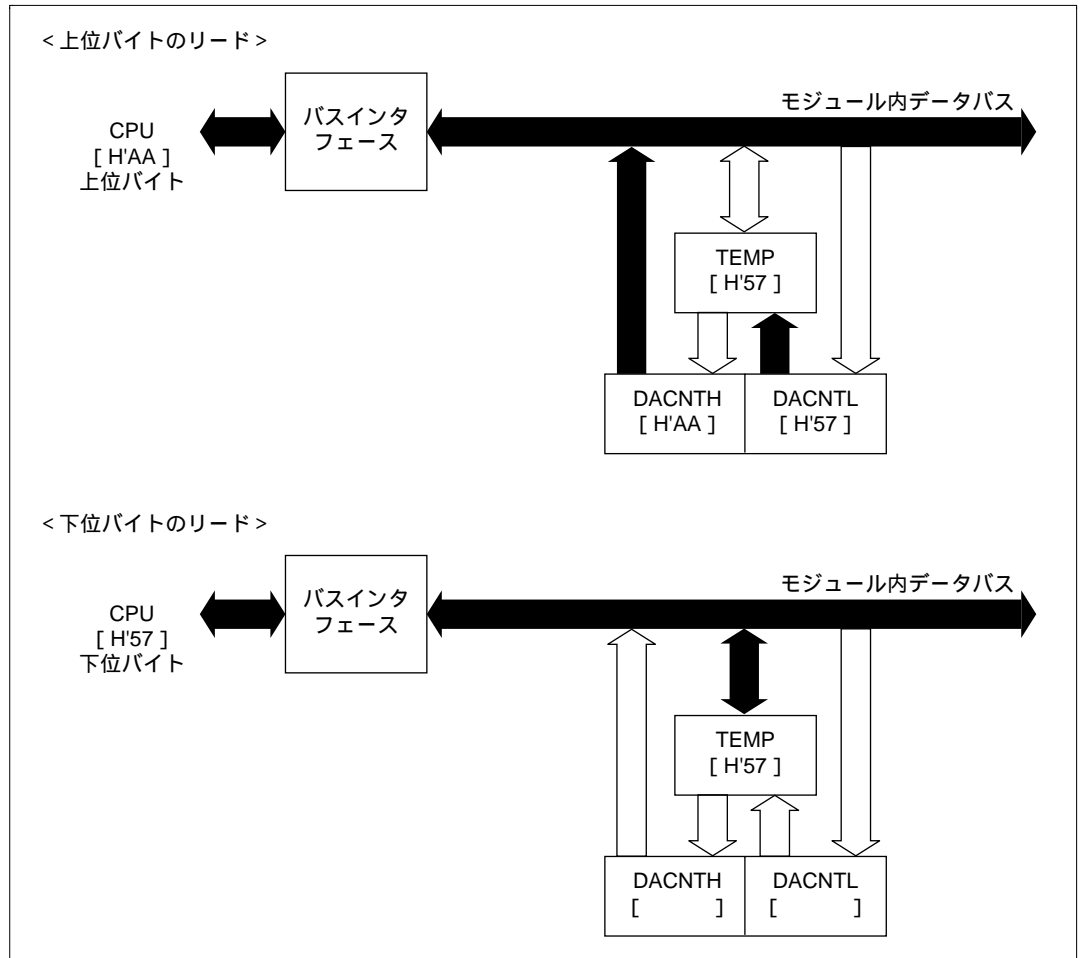 <上位バイトのリード>
モジュール内データバス
バスインタ
フェース
CPU
[ H'AA ]
上位バイト
TEMP
[ H'57 ]
DACNTH
[ H'AA ]
DACNTL
[ H'57 ]
<下位バイトのリード>
モジュール内データバス
バスインタ
フェース
CPU
[ H'57 ]
下位バイト
TEMP
[ H'57 ]
DACNTH
[ ]
DACNTL
[ ]